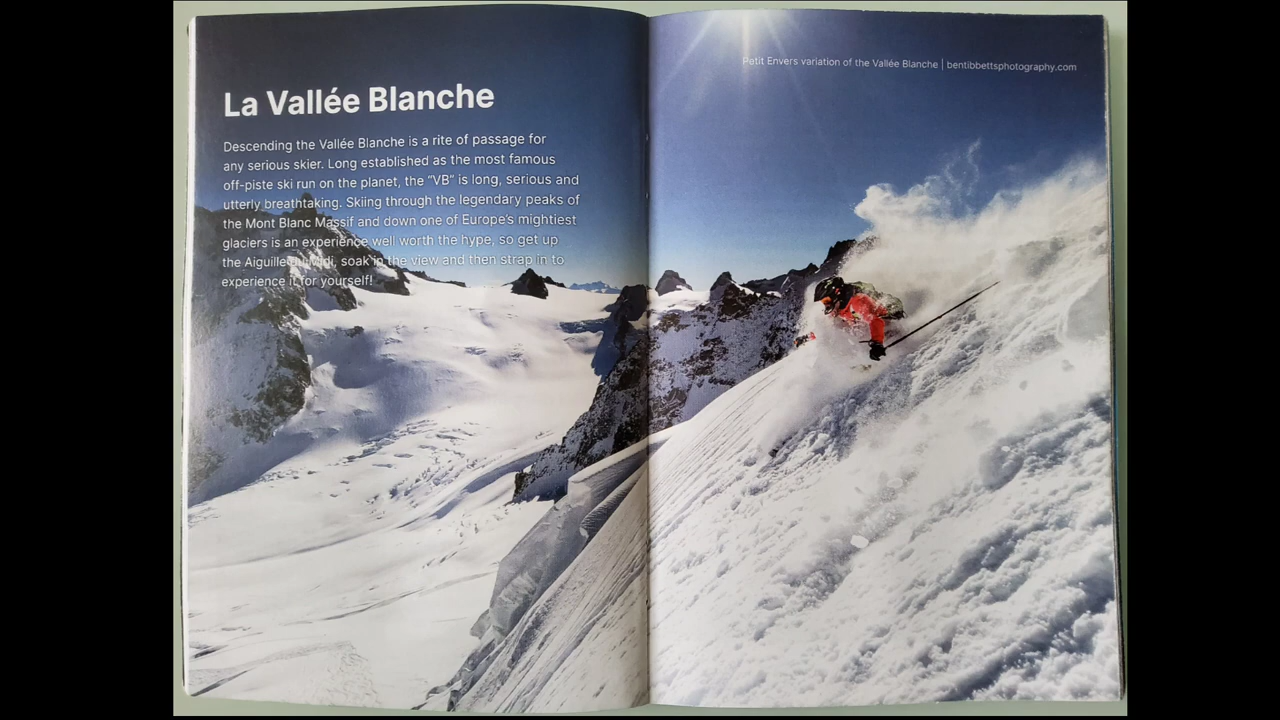 La Vallée Blanche
Descending the Vallée Blanche is a rite of passage for
any serious skier. Long established as the most famous
off-piste ski run on the planet, the “VB” is long, serious and
utterly breathtaking. Skiing through the legendary peaks of
the Mont Blanc Massif and down one of Europe's mightiest
glaciers is an experience well worth the hype, so get up
the Aiguille du Midi, soak in the view and then strap in to
experience it for yourself!
Petit Envers variation of the Vallée Blanche | bentibbettsphotography.com